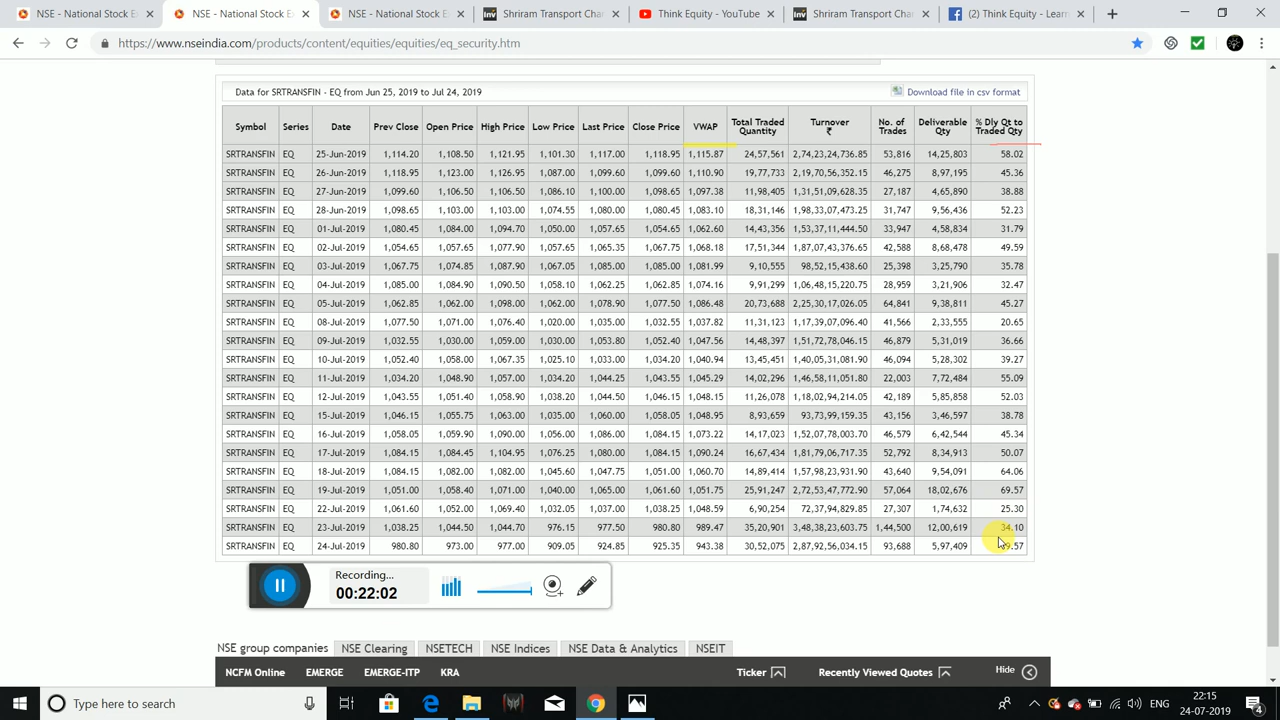 NSE - National Stock E
NSE - National Stock E
NSE - National Stock E
Shriram Transport Cha
Think Equity - YouTube
Shriram Transport Cha
(2) Think Equity - Learn
https://www.nseindia.com/products/content/equities/equities/eq_security.htm
Data for SRTRANSFIN - EQ from Jun 25, 2019 to Jul 24, 2019
Download file in csv format
Symbol Series Date Prev Close Open Price High Price Low Price Last Price Close Price VWAP Total Traded Quantity Turnover ₹ No. of Trades Deliverable Qty % Dly Qt to Traded Qty
SRTRANSFIN EQ 25-Jun-2019 1,114.20 1,108.50 1,121.95 1,101.30 1,117.00 1,118.95 1,115.87 24,57,561 2,74,23,24,736.85 53,816 14,25,803 58.02
SRTRANSFIN EQ 26-Jun-2019 1,118.95 1,123.00 1,126.95 1,087.00 1,099.60 1,099.60 1,110.90 19,77,733 2,19,70,56,352.15 46,275 8,97,195 45.36
SRTRANSFIN EQ 27-Jun-2019 1,099.60 1,106.50 1,106.50 1,086.10 1,100.00 1,098.65 1,097.38 11,98,405 1,31,51,09,628.35 27,187 4,65,890 38.88
SRTRANSFIN EQ 28-Jun-2019 1,098.65 1,103.00 1,103.00 1,074.55 1,080.00 1,080.45 1,083.10 18,31,146 1,98,33,07,473.25 31,747 9,56,436 52.23
SRTRANSFIN EQ 01-Jul-2019 1,080.45 1,084.00 1,094.70 1,050.00 1,057.65 1,054.65 1,062.60 14,43,356 1,53,37,11,444.50 33,947 4,58,834 31.79
SRTRANSFIN EQ 02-Jul-2019 1,054.65 1,057.65 1,077.90 1,057.65 1,065.35 1,067.75 1,068.18 17,51,344 1,87,07,43,376.65 42,588 8,68,478 49.59
SRTRANSFIN EQ 03-Jul-2019 1,067.75 1,074.85 1,087.90 1,067.05 1,085.00 1,085.00 1,081.99 9,10,555 98,52,15,438.60 25,398 3,25,790 35.78
SRTRANSFIN EQ 04-Jul-2019 1,085.00 1,084.90 1,090.50 1,058.10 1,062.25 1,062.85 1,074.16 9,91,299 1,06,48,15,220.75 28,959 3,21,906 32.47
SRTRANSFIN EQ 05-Jul-2019 1,062.85 1,062.00 1,098.00 1,062.00 1,078.90 1,077.50 1,086.48 20,73,688 2,25,30,17,026.05 64,841 9,38,811 45.27
SRTRANSFIN EQ 08-Jul-2019 1,077.50 1,071.00 1,076.40 1,020.00 1,035.00 1,032.55 1,037.82 11,31,123 1,17,39,07,096.40 41,566 2,33,555 20.65
SRTRANSFIN EQ 09-Jul-2019 1,032.55 1,030.00 1,059.00 1,030.00 1,053.80 1,052.40 1,047.56 14,48,397 1,51,72,78,046.15 46,879 5,31,019 36.66
SRTRANSFIN EQ 10-Jul-2019 1,052.40 1,058.00 1,067.35 1,025.10 1,033.00 1,034.20 1,040.94 13,45,451 1,40,05,31,081.90 46,094 5,28,302 39.27
SRTRANSFIN EQ 11-Jul-2019 1,034.20 1,048.90 1,057.00 1,034.20 1,044.25 1,043.55 1,045.29 14,02,296 1,46,58,11,051.80 22,003 7,72,484 55.09
SRTRANSFIN EQ 12-Jul-2019 1,043.55 1,051.40 1,058.90 1,038.20 1,044.50 1,046.15 1,048.15 11,26,078 1,18,02,94,214.05 42,189 5,85,858 52.03
SRTRANSFIN EQ 15-Jul-2019 1,046.15 1,055.75 1,063.00 1,035.00 1,060.00 1,058.05 1,048.95 8,93,659 93,73,99,159.35 43,156 3,46,597 38.78
SRTRANSFIN EQ 16-Jul-2019 1,058.05 1,059.90 1,090.00 1,056.00 1,086.00 1,084.15 1,073.22 14,17,023 1,52,07,78,003.70 46,579 6,42,544 45.34
SRTRANSFIN EQ 17-Jul-2019 1,084.15 1,084.45 1,104.95 1,076.25 1,080.00 1,084.15 1,090.24 16,67,434 1,81,79,06,717.35 52,792 8,34,913 50.07
SRTRANSFIN EQ 18-Jul-2019 1,084.15 1,082.00 1,082.00 1,045.60 1,047.75 1,051.00 1,060.70 14,89,414 1,57,98,23,931.90 43,640 9,54,091 64.06
SRTRANSFIN EQ 19-Jul-2019 1,051.00 1,058.40 1,071.00 1,040.00 1,065.00 1,061.60 1,051.75 25,91,247 2,72,53,47,772.90 57,064 18,02,676 69.57
SRTRANSFIN EQ 22-Jul-2019 1,061.60 1,052.00 1,069.40 1,032.05 1,037.00 1,038.25 1,048.59 6,90,254 72,37,94,829.85 27,307 1,74,632 25.30
SRTRANSFIN EQ 23-Jul-2019 1,038.25 1,044.50 1,044.70 976.15 977.50 980.80 989.47 35,20,901 3,48,38,23,603.75 1,44,500 12,00,619 34.10
SRTRANSFIN EQ 24-Jul-2019 980.80 973.00 977.00 909.05 924.85 925.35 943.38 30,52,075 2,87,92,56,034.15 93,688 5,97,409
Recording...
00:22:02
NSE group companies NSE Clearing NSETECH NSE Indices NSE Data & Analytics NSEIT
NCFM Online EMERGE EMERGE-ITP KRA Ticker Recently Viewed Quotes Hide
Type here to search
ENG
22:15
24-07-2019
4